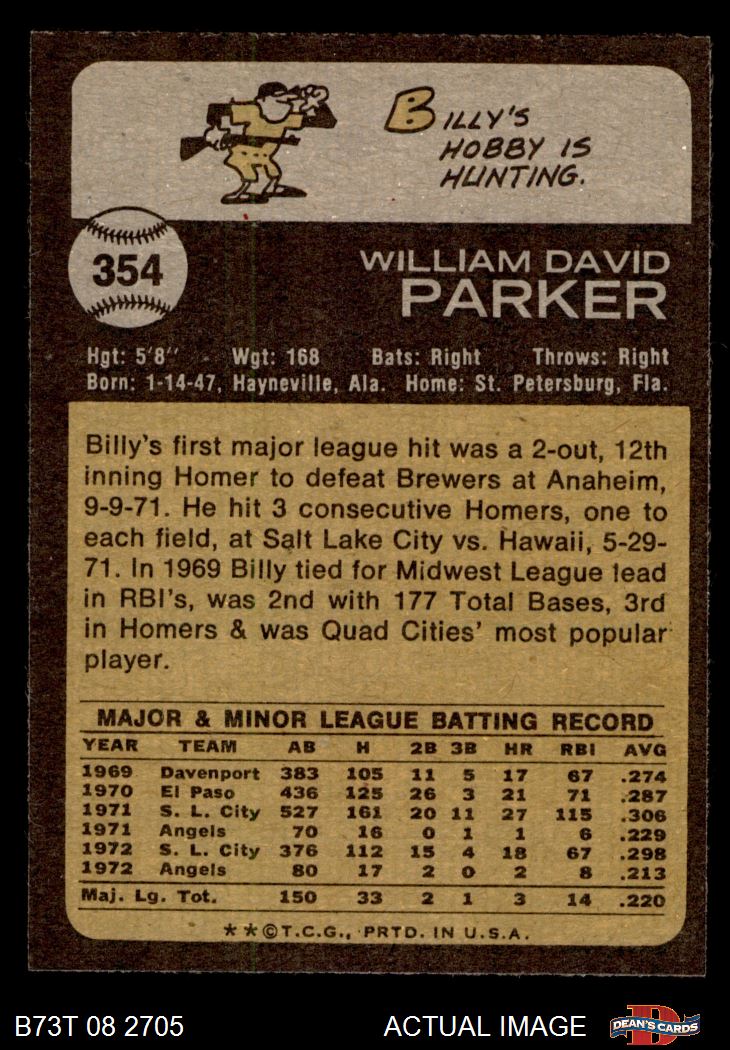 BILLY'S
HOBBY IS
HUNTING.
354
WILLIAM DAVID
PARKER
Hgt: 5'8" Wgt: 168 Bats: Right Throws: Right
Born: 1-14-47, Hayneville, Ala. Home: St. Petersburg, Fla.
Billy's first major league hit was a 2-out, 12th
inning Homer to defeat Brewers at Anaheim,
9-9-71. He hit 3 consecutive Homers, one to
each field, at Salt Lake City vs. Hawaii, 5-29-
71. In 1969 Billy tied for Midwest League lead
in RBI's, was 2nd with 177 Total Bases, 3rd
in Homers & was Quad Cities' most popular
player.
MAJOR & MINOR LEAGUE BATTING RECORD
YEAR TEAM AB H 2B 3B HR RBI AVG
1969 Davenport 383 105 11 5 17 67 .274
1970 El Paso 436 125 26 3 21 71 .287
1971 S. L. City 527 161 20 11 27 115 .306
1971 Angels 70 16 0 1 1 6 .229
1972 S. L. City 376 112 15 4 18 67 .298
1972 Angels 80 17 2 0 2 8 .213
Maj. Lg. Tot. 150 33 2 1 3 14 .220
**©T.C.G., PRTD. IN U.S.A.
B73T 08 2705 ACTUAL IMAGE DEAN'S CARDS